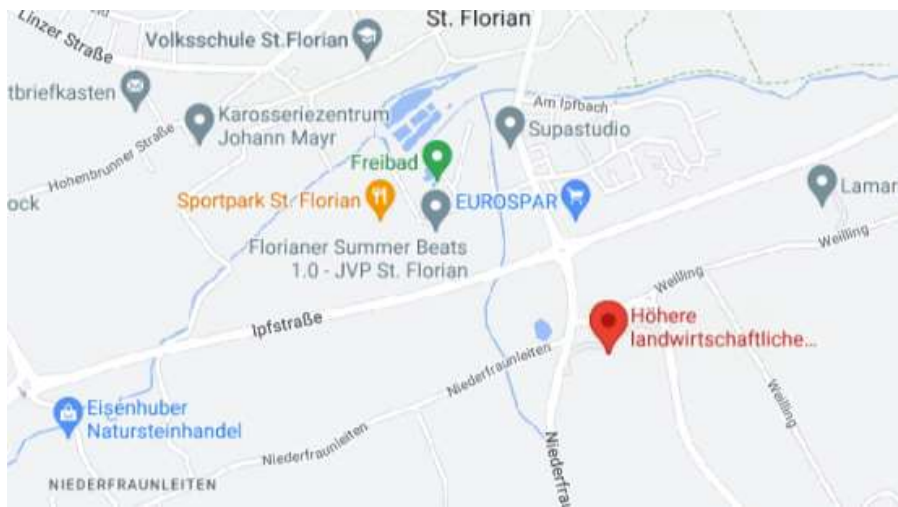 St. Florian
Linzer Straße
Volksschule St.Florian
tbriefkasten
Karosseriezentrum
Johann Mayr
Am Ipfbach
Supastudio
Hohenbrunner Straße
Freibad
ock
Sportpark St. Florian
EUROSPAR
Lamar
Florianer Summer Beats
1.0 - JVP St. Florian
Weilling
Weilling
Ipfstraße
Höhere
landwirtschaftliche...
Niederfraunleiten
Weilling
Eisenhuber
Natursteinhandel
Niederfraunleiten
Niederfraunl
NIEDERFRAUNLEITEN